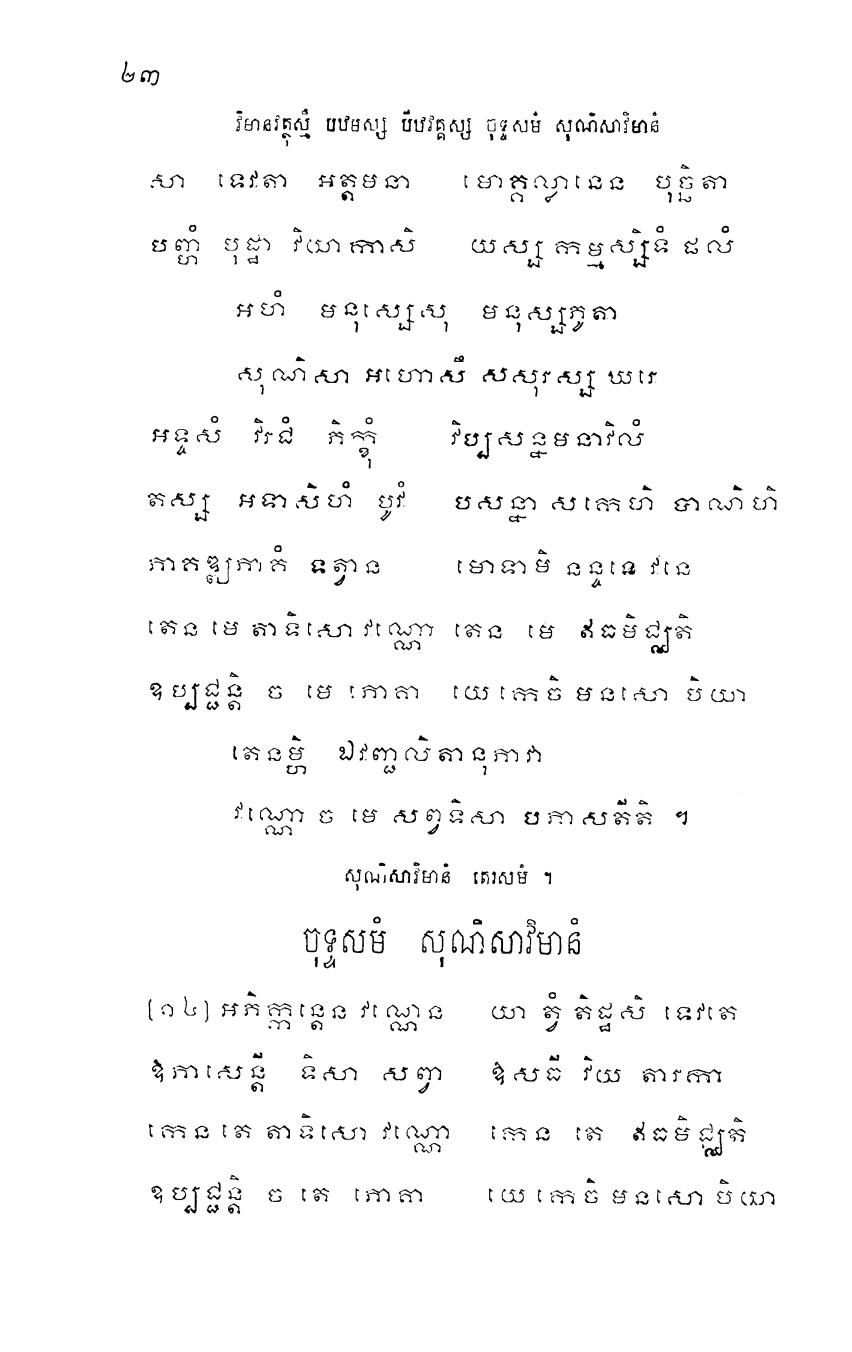 ២៣
វិមានវត្ថុស្មឹ បឋមស្ស បីឋវគ្គស្ស ចុទ្ទសមំ សុណិសាវិមានំ
សា ទេវតា អត្តមនា មោគ្គល្លានេន បុច្ឆិតា
បញ្ហំ បុដ្ឋា វិយាកាសិ យស្ស កម្មស្សិទំ ផលំ
អហំ មនុស្សេសុ មនុស្សភូតា
សុណិសា អហោសឹ សសុរស្ស ឃរេ
អទ្ទសំ វិរជំ ភិក្ខុំ វិប្បសន្នមនាវិលំ
តស្ស អទាសិហំ បូវំ បសន្នា សកេហិ បាណិហិ
ភាគឌ្ឍភាគំ ទត្វាន មោទាមិ នន្ទនេ វនេ
តេន មេ តាទិសោ វណ្ណោ តេន មេ ឥធមិជ្ឈតិ
ឧប្បជ្ជន្តិ ច មេ ភោគា យេ កេចិ មនសោ បិយា
តេនម្ហិ ឯវញ្ជលិតានុភាវា
វណ្ណោ ច មេ សព្វទិសា បភាសតីតិ ។
សុណិសាវិមានំ តេរសមំ ។
ចុទ្ទសមំ សុណិសាវិមានំ
[១៤] អភិក្កន្តេន វណ្ណេន យា ត្វំ តិដ្ឋសិ ទេវតេ
ឱភាសេន្តី ទិសា សព្វា ឱសធី វិយ តារកា
កេន តេ តាទិសោ វណ្ណោ កេន តេ ឥធមិជ្ឈតិ
ឧប្បជ្ជន្តិ ច តេ ភោគា យេ កេចិ មនសោ បិយា